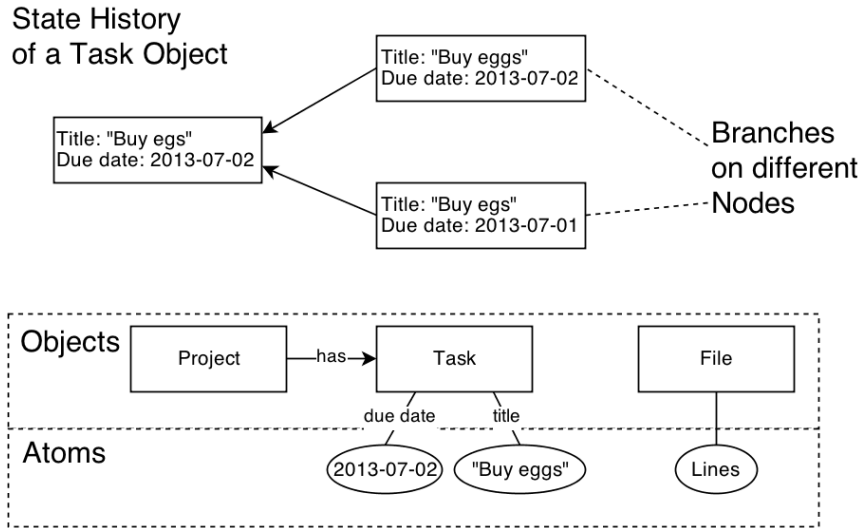 State History
of a Task Object
Title: "Buy eggs"
Due date: 2013-07-02
Title: "Buy egs"
Due date: 2013-07-02
Branches
on different
Nodes
Title: "Buy egs"
Due date: 2013-07-01
Objects
Project
has
Task
File
due date
title
Atoms
2013-07-02
"Buy eggs"
Lines